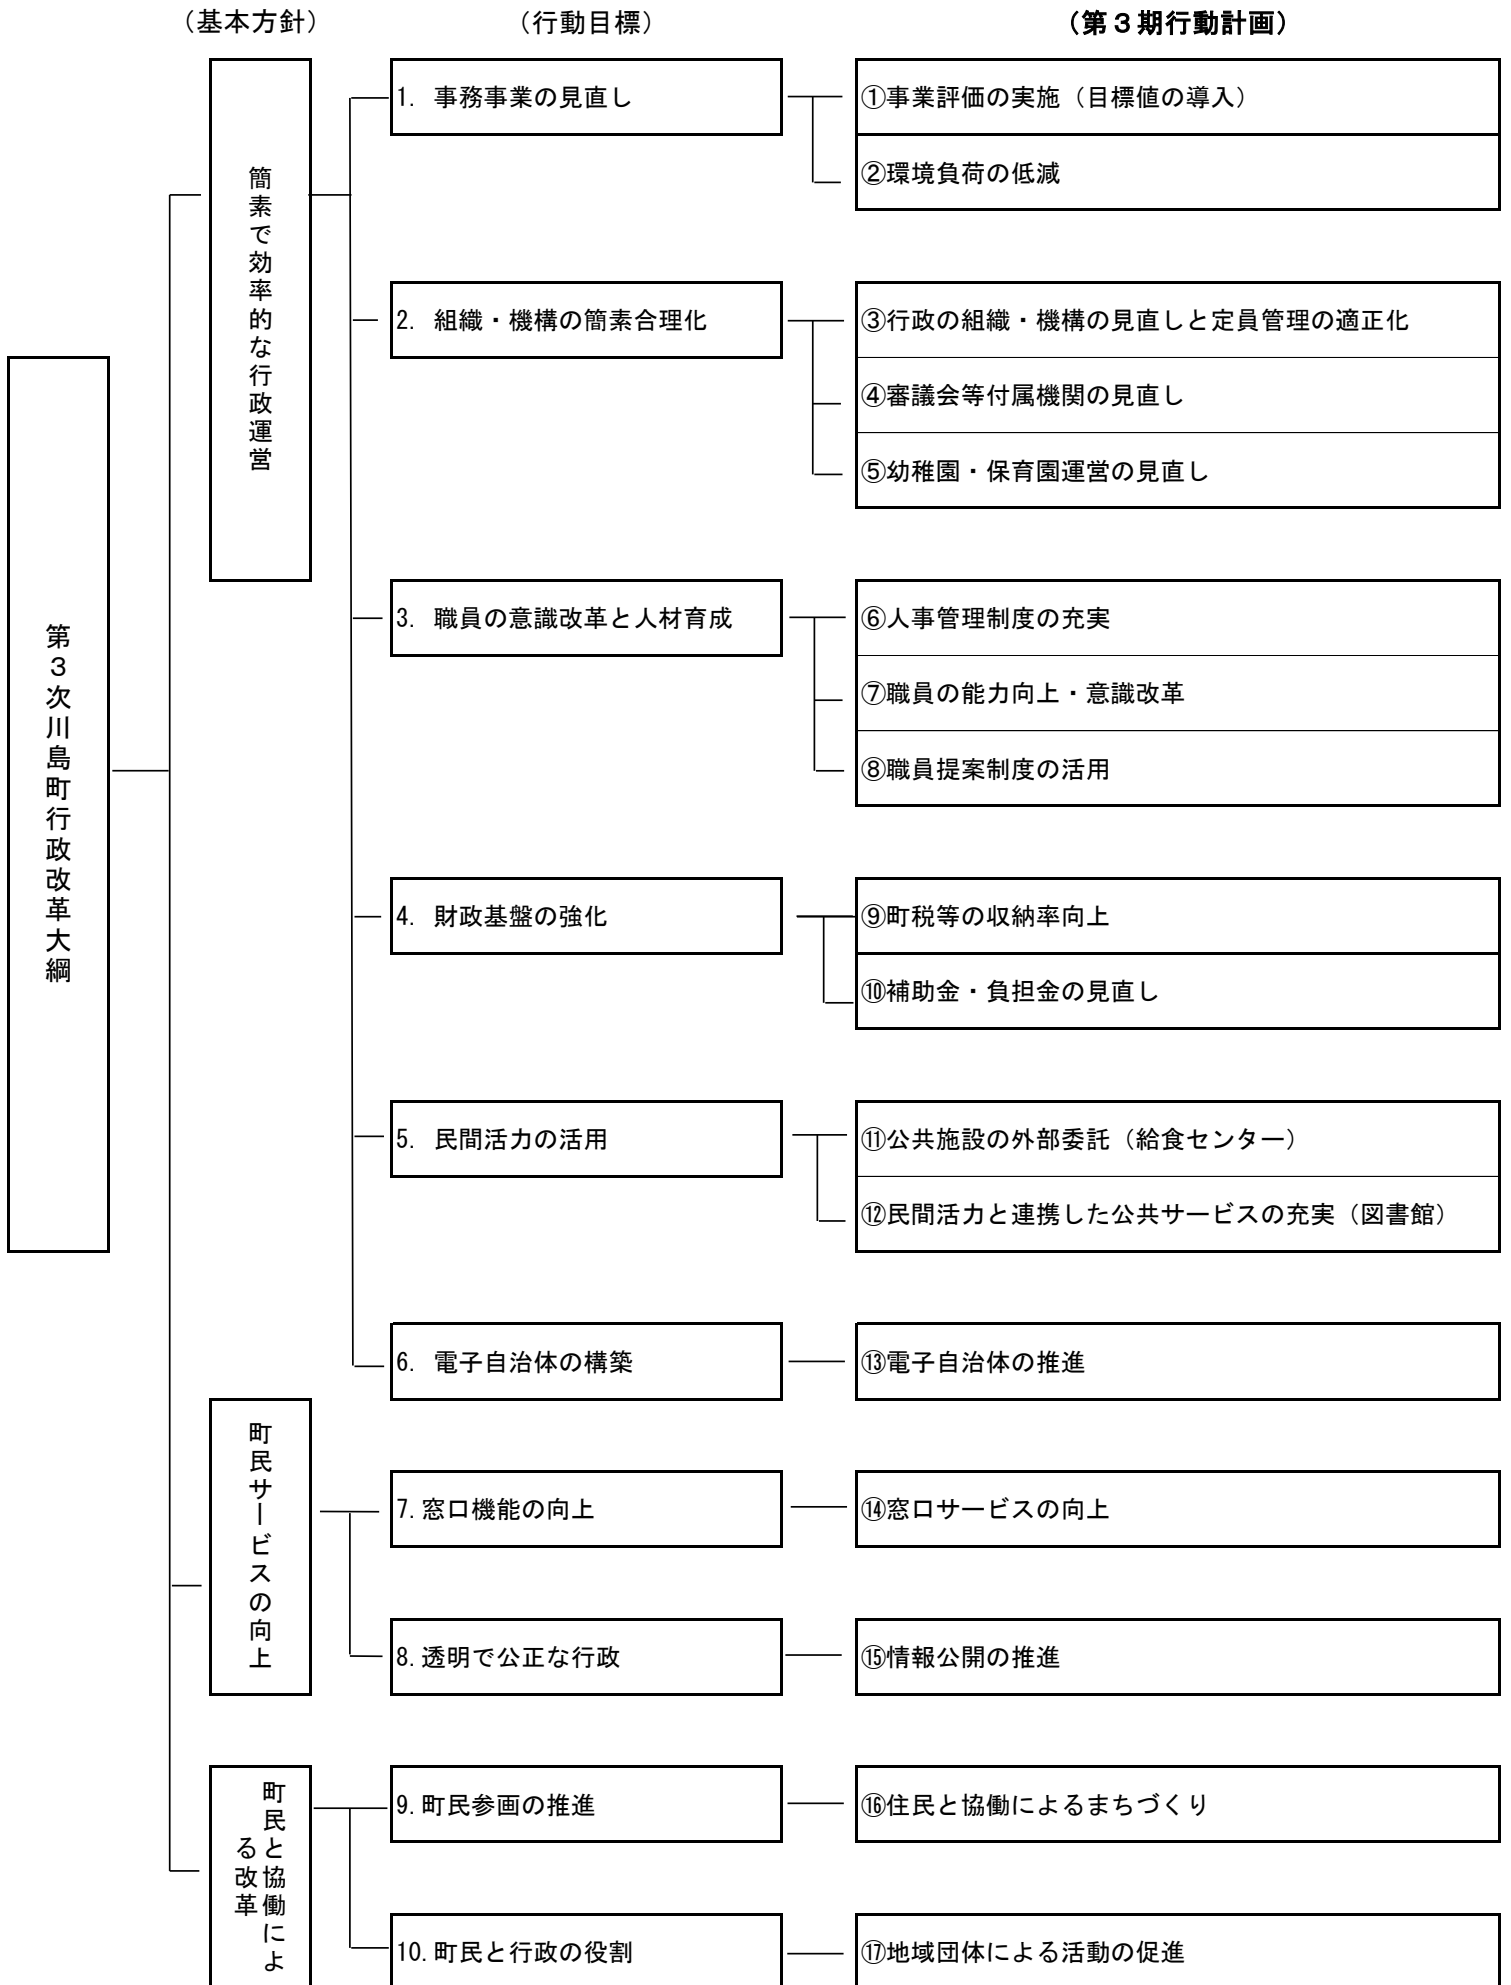 （基本方針）
（行動目標）
（第３期行動計画）
第３次川島町行政改革大綱
簡素で効率的な行政運営
1. 事務事業の見直し
①事業評価の実施（目標値の導入）
②環境負荷の低減
2. 組織・機構の簡素合理化
③行政の組織・機構の見直しと定員管理の適正化
④審議会等付属機関の見直し
⑤幼稚園・保育園運営の見直し
3. 職員の意識改革と人材育成
⑥人事管理制度の充実
⑦職員の能力向上・意識改革
⑧職員提案制度の活用
4. 財政基盤の強化
⑨町税等の収納率向上
⑩補助金・負担金の見直し
5. 民間活力の活用
⑪公共施設の外部委託（給食センター）
⑫民間活力と連携した公共サービスの充実（図書館）
6. 電子自治体の構築
⑬電子自治体の推進
町民サービスの向上
7. 窓口機能の向上
⑭窓口サービスの向上
8. 透明で公正な行政
⑮情報公開の推進
町民と協働によ
る改革
9. 町民参画の推進
⑯住民と協働によるまちづくり
10. 町民と行政の役割
⑰地域団体による活動の促進